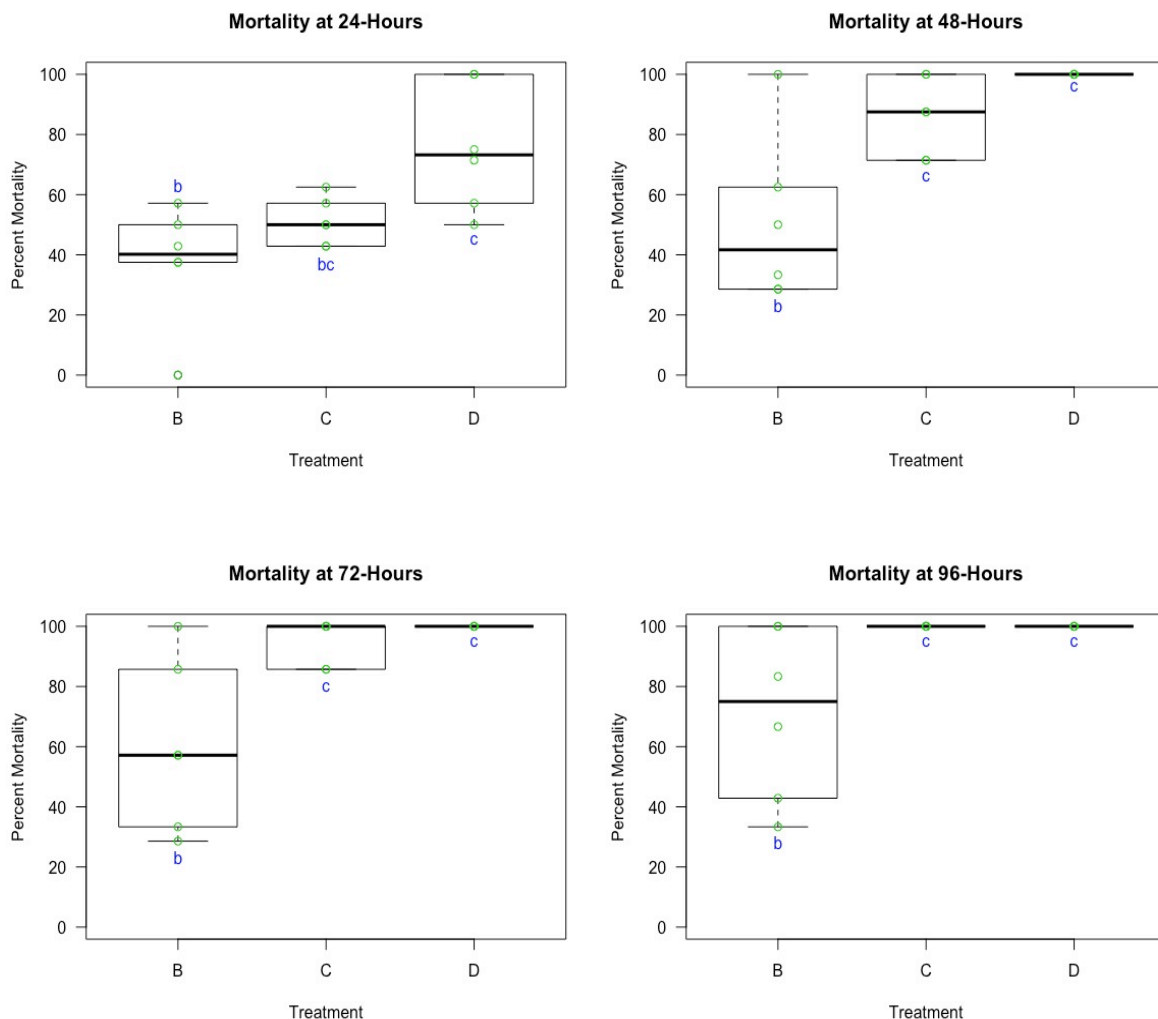 Mortality at 24-Hours
Percent Mortality
100
80
60
40
20
0
b
bc
c
B C D
Treatment
Mortality at 48-Hours
Percent Mortality
100
80
60
40
20
0
b
c
c
B C D
Treatment
Mortality at 72-Hours
Percent Mortality
100
80
60
40
20
0
b
c
c
B C D
Treatment
Mortality at 96-Hours
Percent Mortality
100
80
60
40
20
0
b
c
c
B C D
Treatment